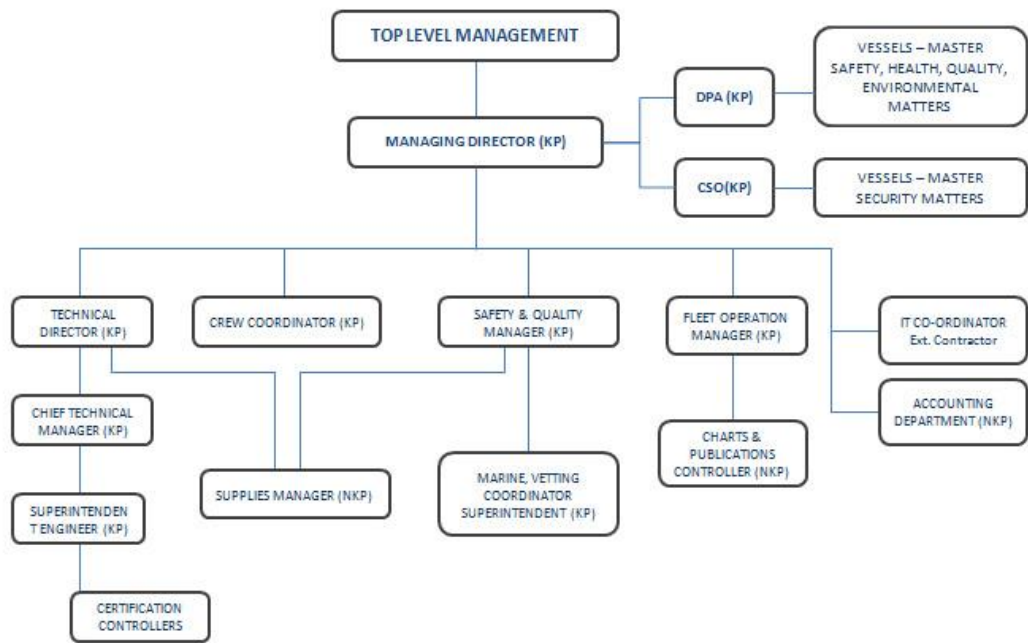 TOP LEVEL MANAGEMENT
VESSELS – MASTER
SAFETY, HEALTH, QUALITY,
ENVIRONMENTAL
MATTERS
DPA (KP)
MANAGING DIRECTOR (KP)
CSO(KP)
VESSELS – MASTER
SECURITY MATTERS
TECHNICAL
DIRECTOR (KP)
CREW COORDINATOR (KP)
SAFETY & QUALITY
MANAGER (KP)
FLEET OPERATION
MANAGER (KP)
IT CO-ORDINATOR
Ext. Contractor
CHIEF TECHNICAL
MANAGER (KP)
ACCOUNTING
DEPARTMENT (NKP)
CHARTS &
PUBLICATIONS
CONTROLLER (NKP)
SUPPLIES MANAGER (NKP)
MARINE, VETTING
COORDINATOR
SUPERINTENDENT (KP)
SUPERINTENDEN
T ENGINEER (KP)
CERTIFICATION
CONTROLLERS